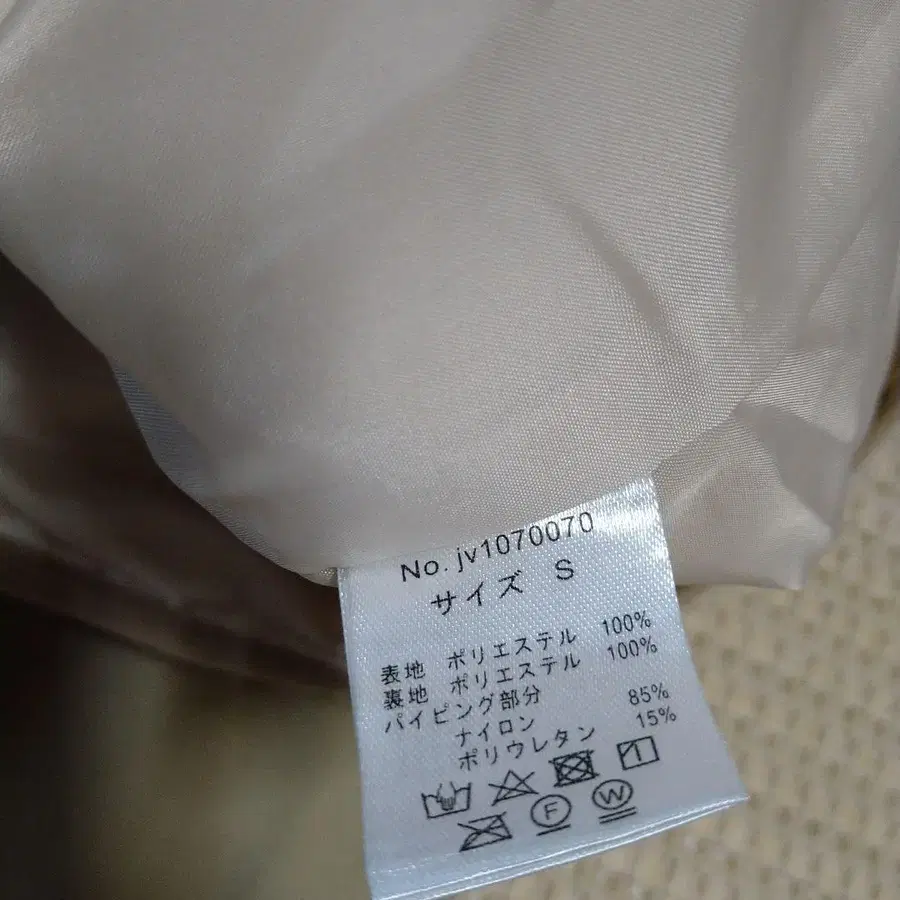 No. jv1070070
サイズ S
表地 ポリエステル 100%
裏地 ポリエステル 100%
パイピング部分
ナイロン 85%
ポリウレタン 15%
F W